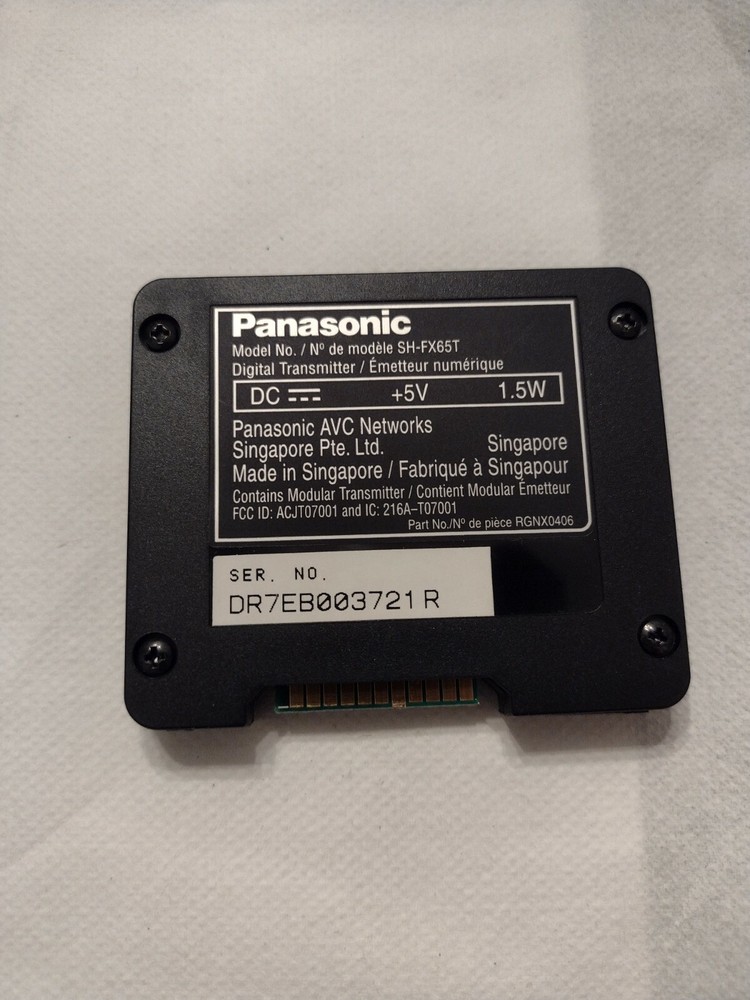 Panasonic
Model No. / Nº de modèle SH-FX65T
Digital Transmitter / Émetteur numérique
DC +5V 1.5W
Panasonic AVC Networks
Singapore Pte. Ltd. Singapore
Made in Singapore / Fabriqué à Singapour
Contains Modular Transmitter / Contient Modular Émetteur
FCC ID: ACJT07001 and IC: 216A-T07001
Part No./Nº de pièce RGNX0406
SER. NO.
DR7EB003721R